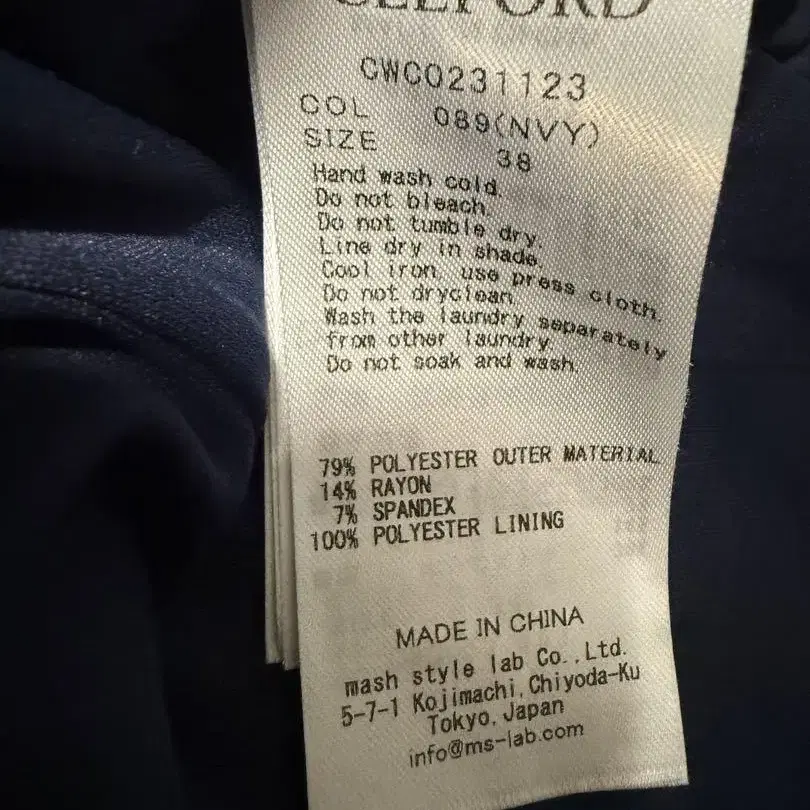 CWC0231123
COL 089(NVY)
SIZE 38
Hand wash cold.
Do not bleach.
Do not tumble dry.
Line dry in shade.
Cool iron, use press cloth.
Do not dryclean.
Wash the laundry separately
from other laundry.
Do not soak and wash.
79% POLYESTER OUTER MATERIAL
14% RAYON
7% SPANDEX
100% POLYESTER LINING
MADE IN CHINA
mash style lab Co.,Ltd.
5-7-1 Kojimachi,Chiyoda-Ku
Tokyo,Japan
info@ms-lab.com